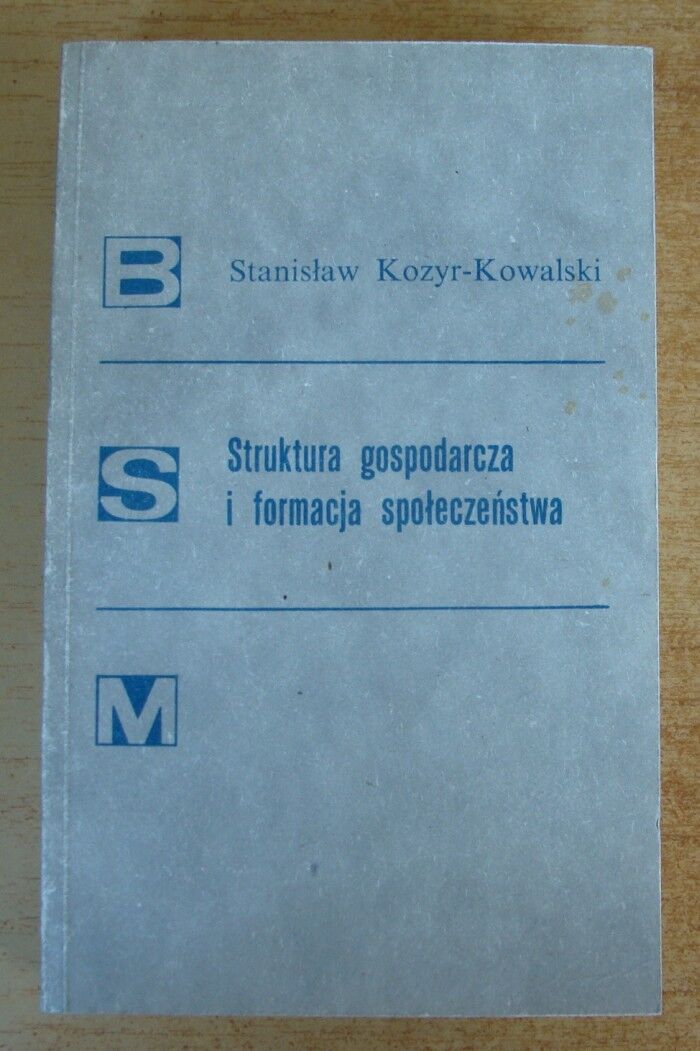 B
Stanisław Kozyr-Kowalski
S
Struktura gospodarcza
i formacja społeczeństwa
M